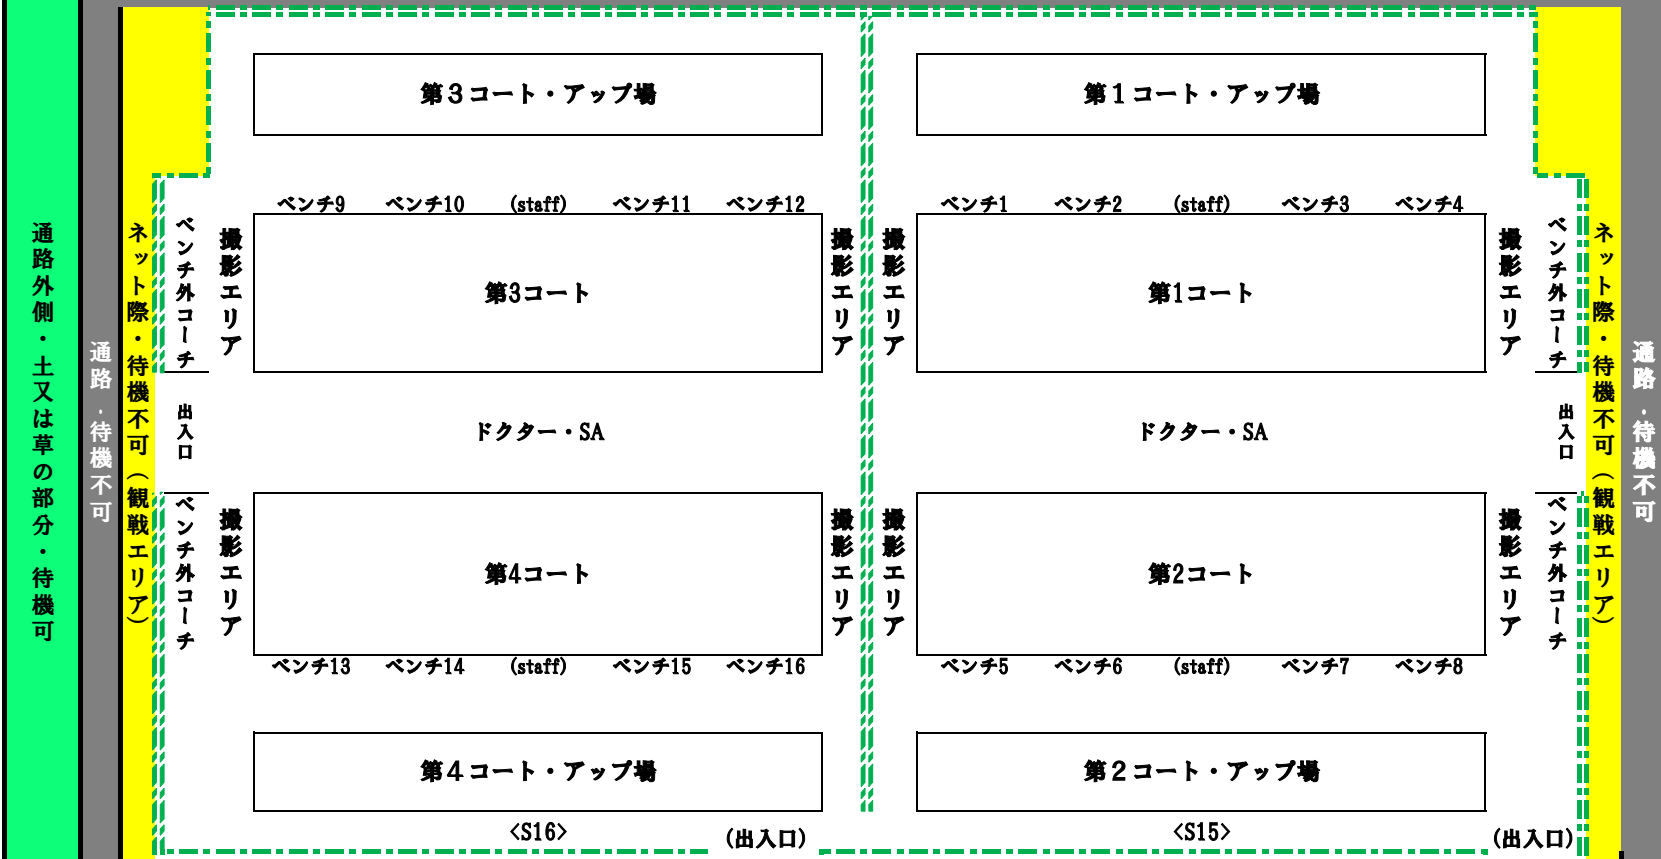 第３コート・アップ場
第１コート・アップ場
ベンチ9 ベンチ10 (staff) ベンチ11 ベンチ12
ベンチ1 ベンチ2 (staff) ベンチ3 ベンチ4
通路外側・土又は草の部分・待機可
通路・待機不可
ネット際・待機不可（観戦エリア）
ベンチ外コーチ
撮影エリア
第3コート
撮影エリア
撮影エリア
第1コート
撮影エリア
ベンチ外コーチ
ネット際・待機不可（観戦エリア）
通路・待機不可
出入口
ドクター・SA
ドクター・SA
出入口
ベンチ外コーチ
撮影エリア
第4コート
撮影エリア
撮影エリア
第2コート
撮影エリア
ベンチ外コーチ
ベンチ13 ベンチ14 (staff) ベンチ15 ベンチ16
ベンチ5 ベンチ6 (staff) ベンチ7 ベンチ8
第４コート・アップ場
第２コート・アップ場
<S16> (出入口)
<S15> (出入口)